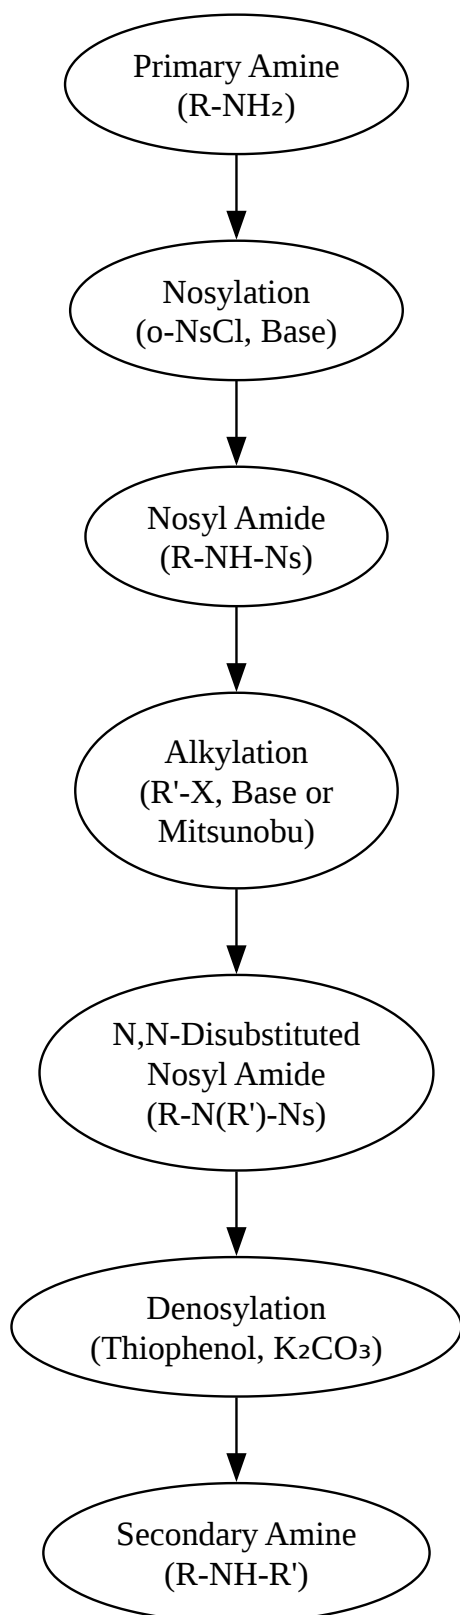 Primary Amine
(R-NH₂)
Nosylation
(o-NsCl, Base)
Nosyl Amide
(R-NH-Ns)
Alkylation
(R'-X, Base or
Mitsunobu)
N,N-Disubstituted
Nosyl Amide
(R-N(R')-Ns)
Denosylation
(Thiophenol, K₂CO₃)
Secondary Amine
(R-NH-R')